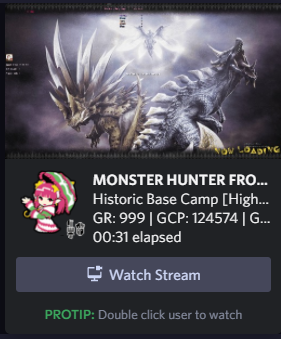 NOW LOADING
MONSTER HUNTER FRO...
Historic Base Camp [High...
GR: 999 | GCP: 124574 | G...
00:31 elapsed
Watch Stream
PROTIP: Double click user to watch